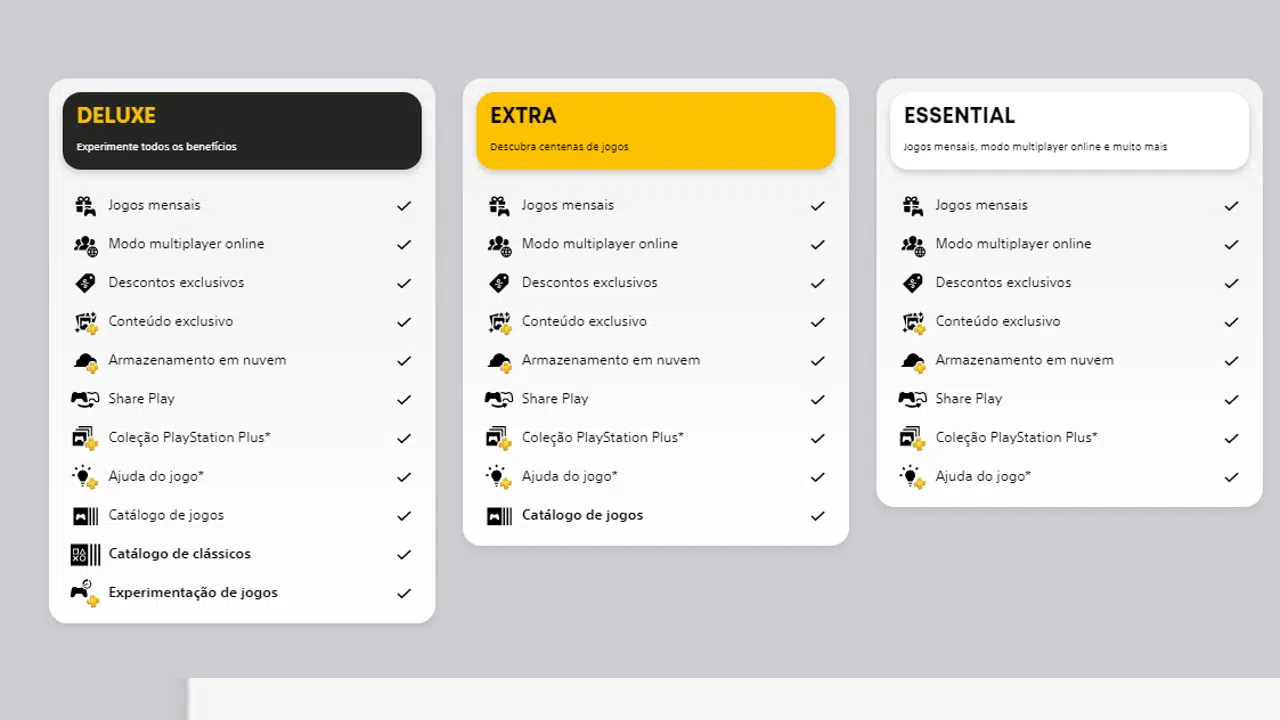 DELUXE
Experimente todos os benefícios
Jogos mensais
Modo multiplayer online
Descontos exclusivos
Conteúdo exclusivo
Armazenamento em nuvem
Share Play
Coleção PlayStation Plus*
Ajuda do jogo*
Catálogo de jogos
Catálogo de clássicos
Experimentação de jogos
EXTRA
Descubra centenas de jogos
Jogos mensais
Modo multiplayer online
Descontos exclusivos
Conteúdo exclusivo
Armazenamento em nuvem
Share Play
Coleção PlayStation Plus*
Ajuda do jogo*
Catálogo de jogos
ESSENTIAL
Jogos mensais, modo multiplayer online e muito mais
Jogos mensais
Modo multiplayer online
Descontos exclusivos
Conteúdo exclusivo
Armazenamento em nuvem
Share Play
Coleção PlayStation Plus*
Ajuda do jogo*